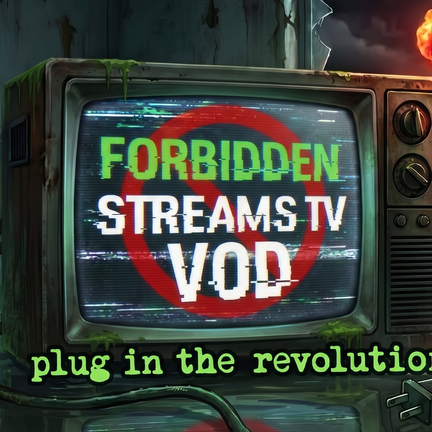 FORBIDDEN
STREAMS TV
VOD
plug in the revolution